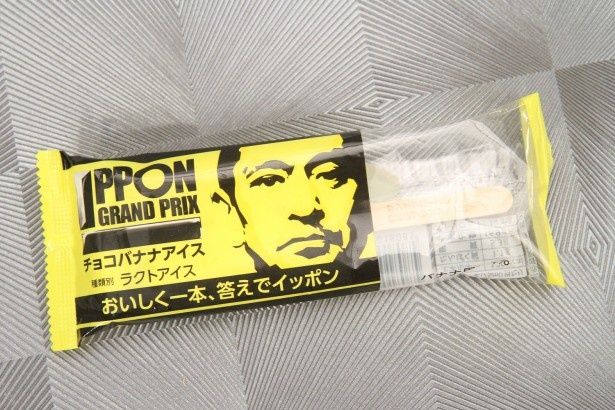 IPPON
GRAND PRIX
チョコバナナアイス
種類別 ラクトアイス
おいしく一本、答えでイッポン